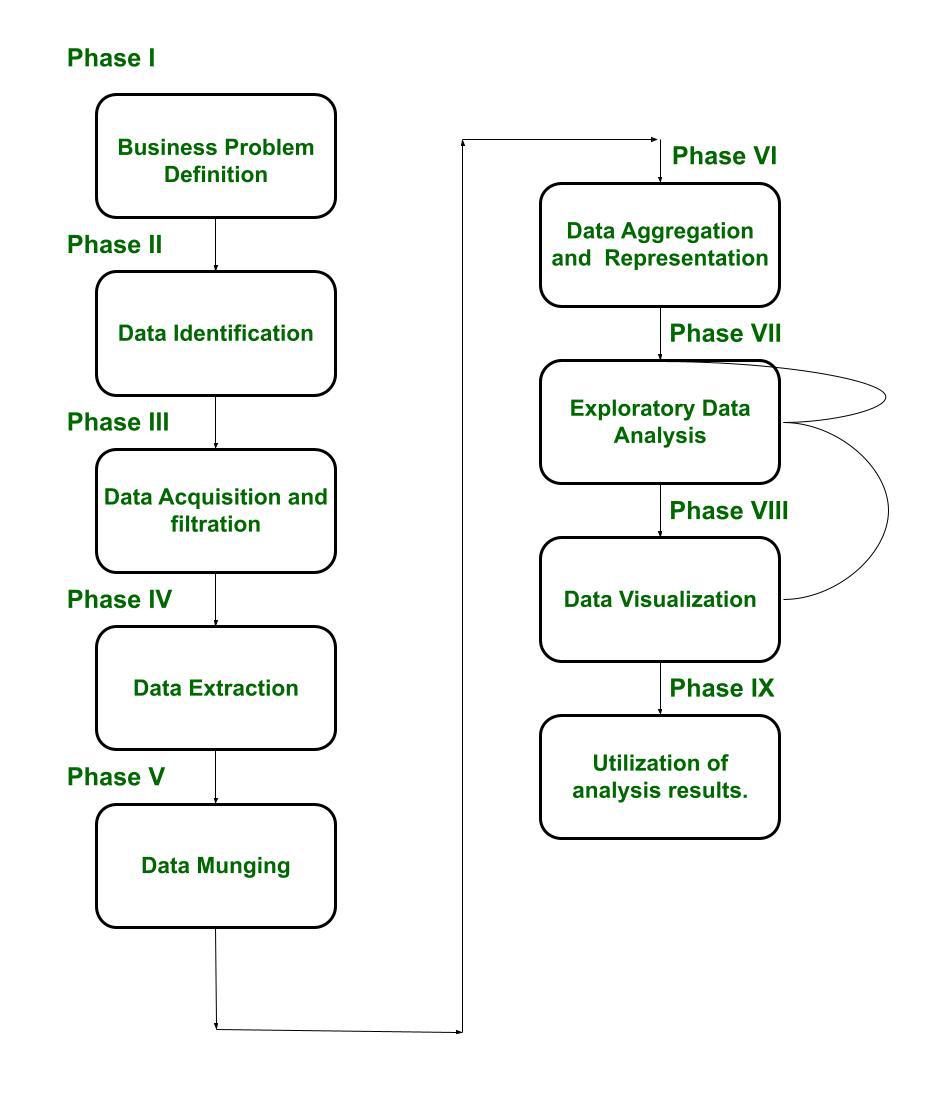 Phase I
Business Problem
Definition
Phase II
Data Identification
Phase III
Data Acquisition and
filtration
Phase IV
Data Extraction
Phase V
Data Munging
Phase VI
Data Aggregation
and  Representation
Phase VII
Exploratory Data
Analysis
Phase VIII
Data Visualization
Phase IX
Utilization of
analysis results.